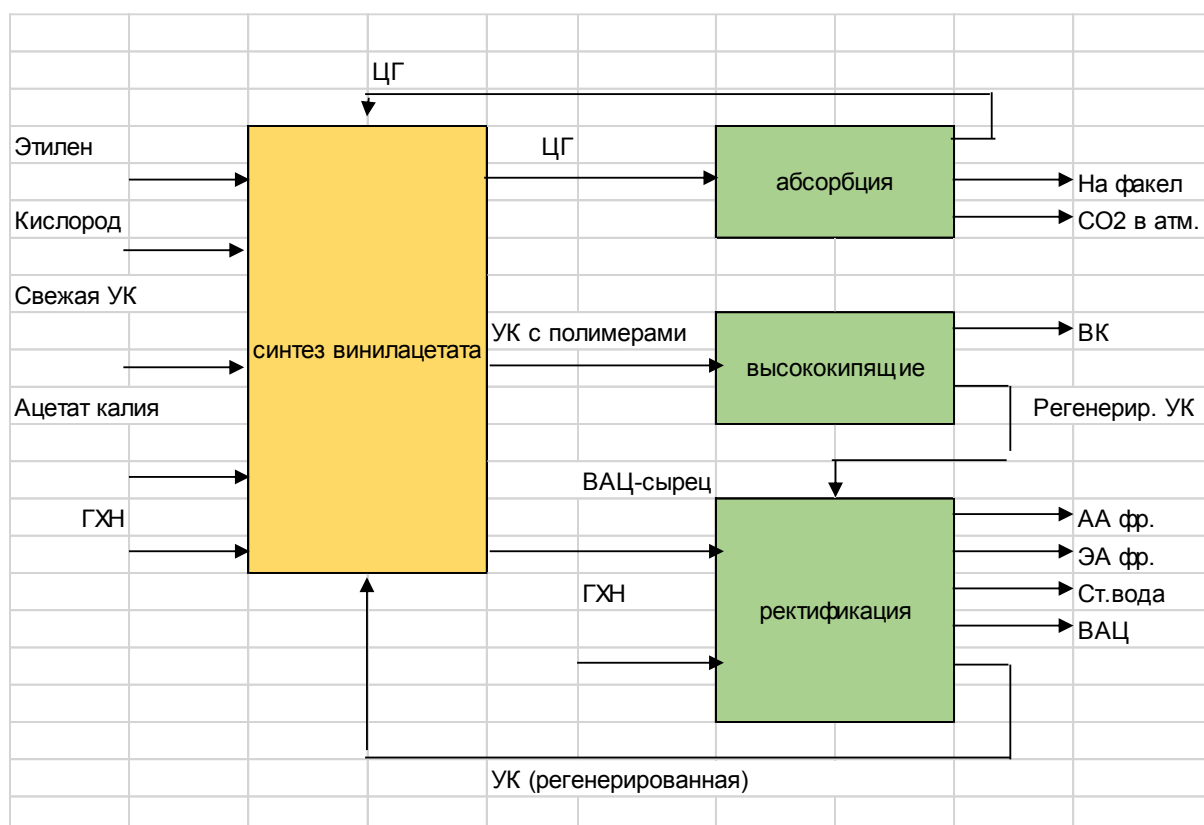 ЦГ
Этилен
ЦГ
абсорбция
На факел
Кислород
СО2 в атм.
Свежая УК
УК с полимерами
ВК
синтез винилацетата
высококипящие
Ацетат калия
Регенерир. УК
ВАЦ-сырец
ГХН
АА фр.
ЭА фр.
ГХН
Ст.вода
ректификация
ВАЦ
УК (регенерированная)